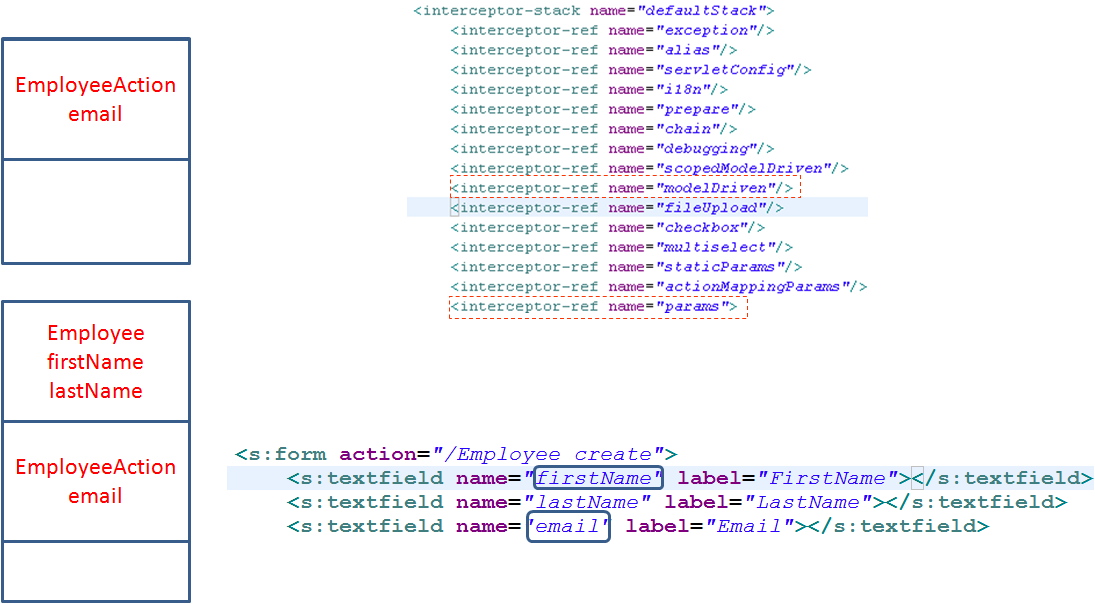 EmployeeAction
email
Employee
firstName
lastName
EmployeeAction
email
<interceptor-stack name="defaultStack">
<interceptor-ref name="exception"/>
<interceptor-ref name="alias"/>
<interceptor-ref name="servletConfig"/>
<interceptor-ref name="i18n"/>
<interceptor-ref name="prepare"/>
<interceptor-ref name="chain"/>
<interceptor-ref name="debugging"/>
<interceptor-ref name="scopedModelDriven"/>
<interceptor-ref name="modelDriven"/>
<interceptor-ref name="fileUpload"/>
<interceptor-ref name="checkbox"/>
<interceptor-ref name="multiselect"/>
<interceptor-ref name="staticParams"/>
<interceptor-ref name="actionMappingParams"/>
<interceptor-ref name="params">
<s:form action="/Employee create">
<s:textfield name="firstName" label="FirstName"></s:textfield>
<s:textfield name="lastName" label="LastName"></s:textfield>
<s:textfield name="email" label="Email"></s:textfield>